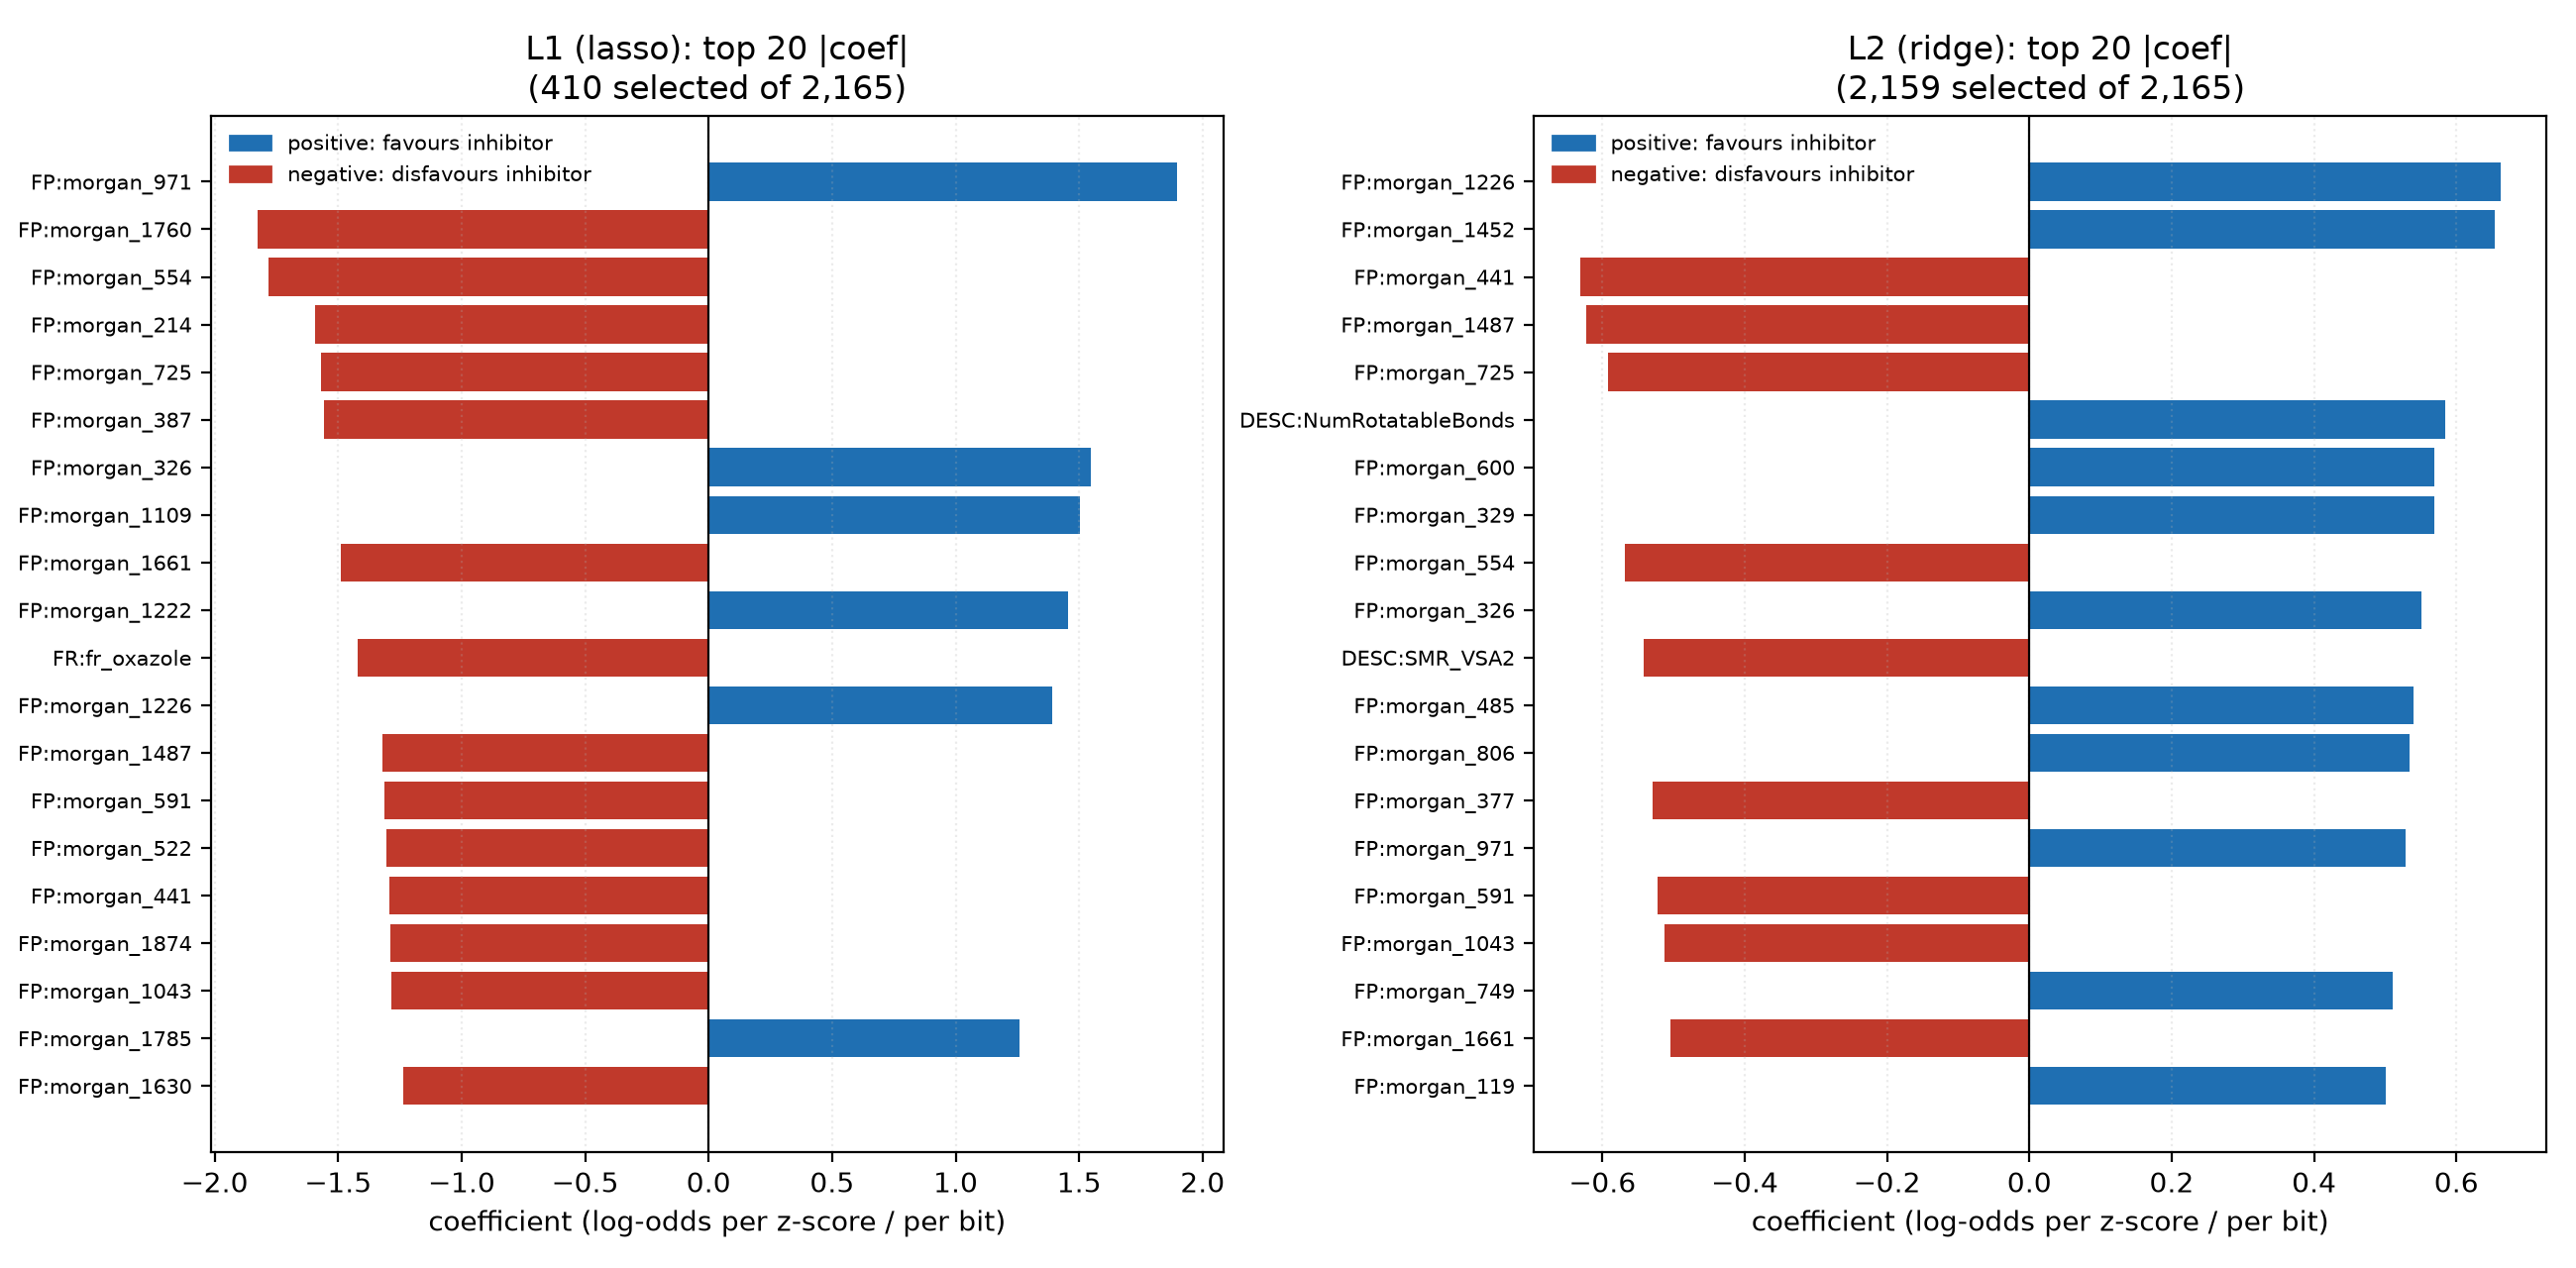 L1 (lasso): top 20 |coef|
(410 selected of 2,165)
positive: favours inhibitor
negative: disfavours inhibitor
FP:morgan_971
FP:morgan_1760
FP:morgan_554
FP:morgan_214
FP:morgan_725
FP:morgan_387
FP:morgan_326
FP:morgan_1109
FP:morgan_1661
FP:morgan_1222
FR:fr_oxazole
FP:morgan_1226
FP:morgan_1487
FP:morgan_591
FP:morgan_522
FP:morgan_441
FP:morgan_1874
FP:morgan_1043
FP:morgan_1785
FP:morgan_1630
−2.0 −1.5 −1.0 −0.5 0.0 0.5 1.0 1.5 2.0
coefficient (log-odds per z-score / per bit)
L2 (ridge): top 20 |coef|
(2,159 selected of 2,165)
positive: favours inhibitor
negative: disfavours inhibitor
FP:morgan_1226
FP:morgan_1452
FP:morgan_441
FP:morgan_1487
FP:morgan_725
DESC:NumRotatableBonds
FP:morgan_600
FP:morgan_329
FP:morgan_554
FP:morgan_326
DESC:SMR_VSA2
FP:morgan_485
FP:morgan_806
FP:morgan_377
FP:morgan_971
FP:morgan_591
FP:morgan_1043
FP:morgan_749
FP:morgan_1661
FP:morgan_119
−0.6 −0.4 −0.2 0.0 0.2 0.4 0.6
coefficient (log-odds per z-score / per bit)